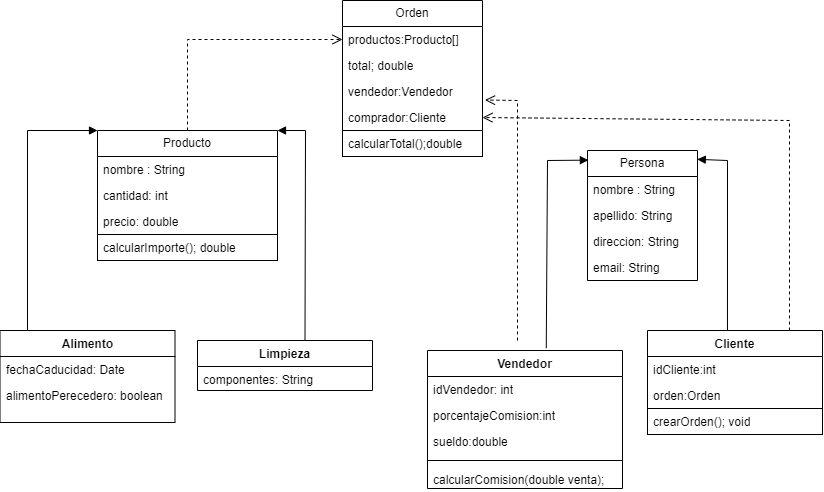 Orden
productos:Producto[]
total; double
vendedor:Vendedor
comprador:Cliente
calcularTotal();double
Producto
nombre : String
cantidad: int
precio: double
calcularImporte(); double
Persona
nombre : String
apellido: String
direccion: String
email: String
Alimento
fechaCaducidad: Date
alimentoPerecedero: boolean
Limpieza
componentes: String
Vendedor
idVendedor: int
porcentajeComision:int
sueldo:double
calcularComision(double venta);
Cliente
idCliente:int
orden:Orden
crearOrden(); void